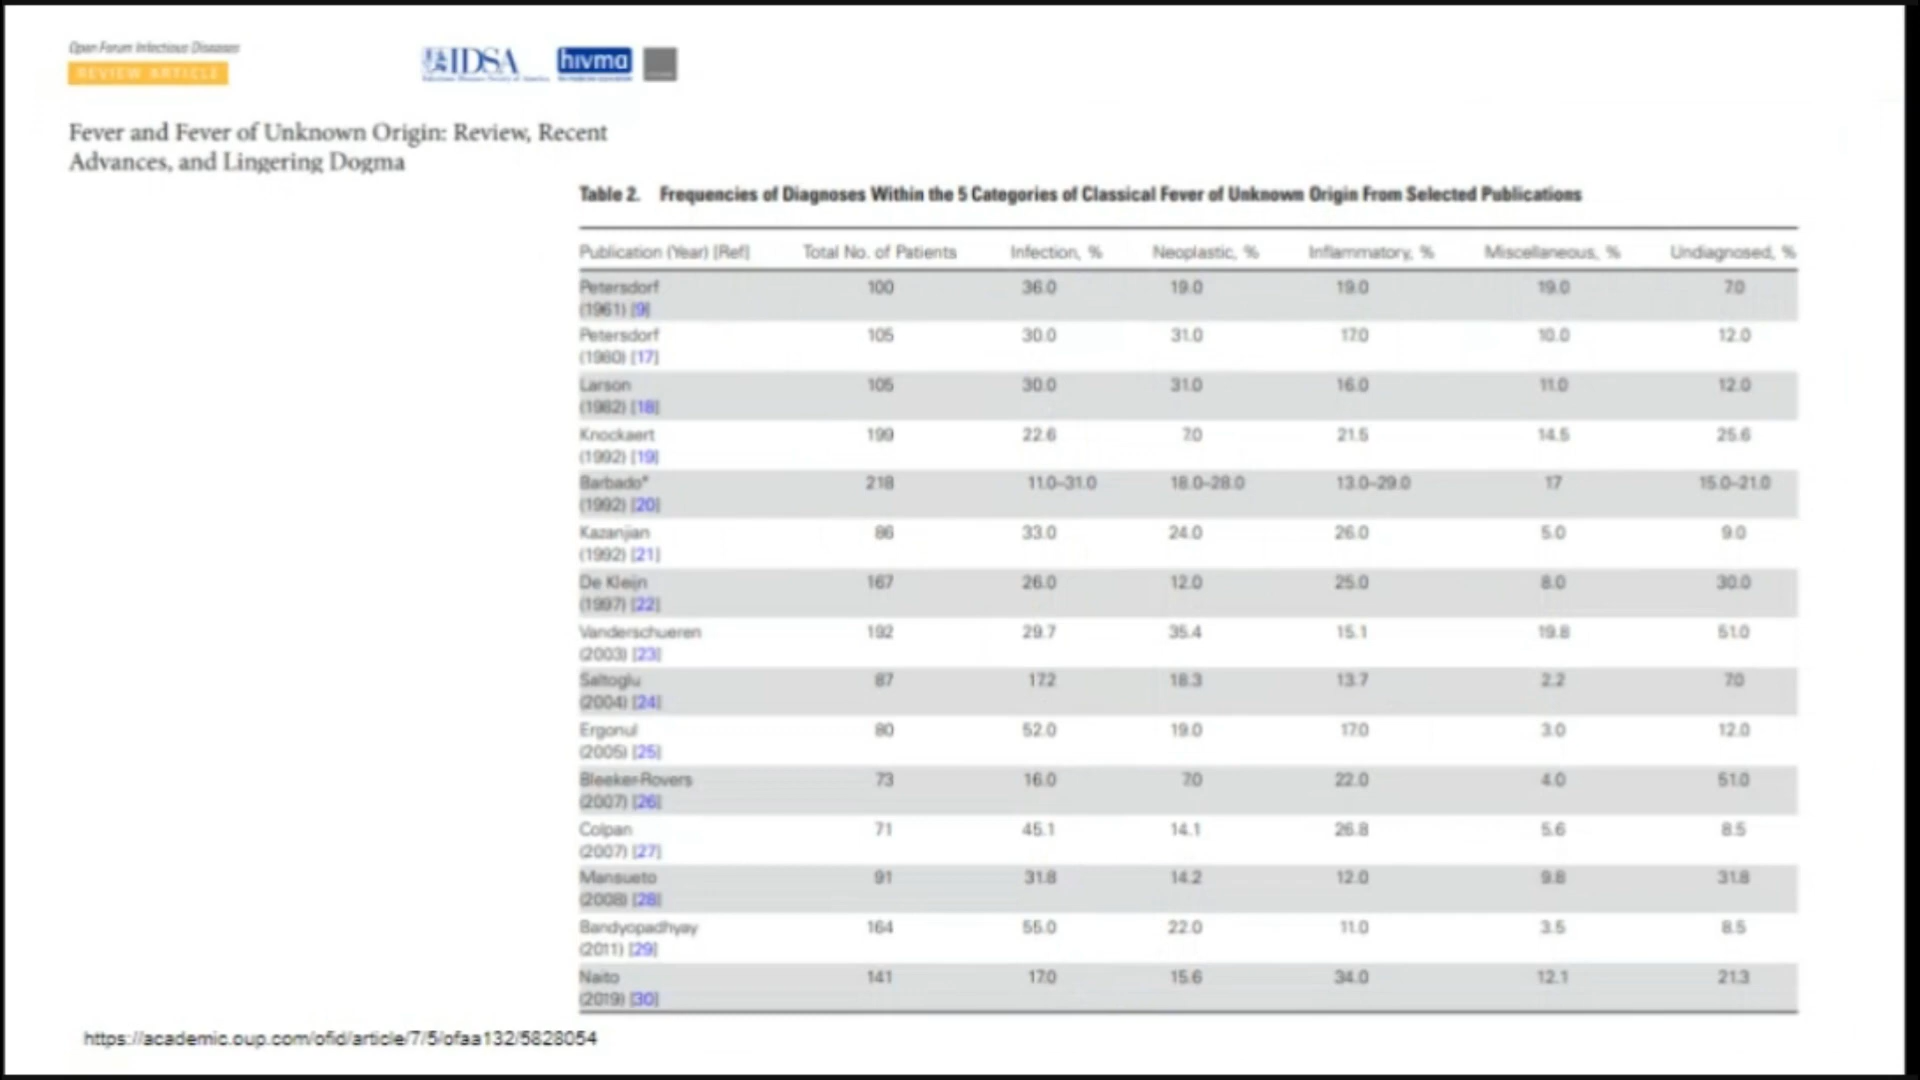 Open Forum Infectious Diseases
REVIEW ARTICLE
IDSA
hivma
Fever and Fever of Unknown Origin: Review, Recent
Advances, and Lingering Dogma
Table 2. Frequencies of Diagnoses Within the 5 Categories of Classical Fever of Unknown Origin From Selected Publications
Publication (Year) [Ref] Total No. of Patients Infection, % Neoplastic, % Inflammatory, % Miscellaneous, % Undiagnosed, %
Petersdorf 100 36.0 19.0 19.0 19.0 7.0
(1961) [9]
Petersdorf 105 30.0 31.0 17.0 10.0 12.0
(1980) [17]
Larson 105 30.0 31.0 16.0 11.0 12.0
(1982) [18]
Knockaert 199 22.6 7.0 21.5 14.5 25.6
(1992) [19]
Barbado* 218 11.0–31.0 18.0–28.0 13.0–29.0 17 15.0–21.0
(1992) [20]
Kazanjian 86 33.0 24.0 26.0 5.0 9.0
(1992) [21]
De Kleijn 167 26.0 12.0 25.0 8.0 30.0
(1997) [22]
Vanderschueren 192 29.7 35.4 15.1 19.8 51.0
(2003) [23]
Saltoglu 87 17.2 18.3 13.7 2.2 7.0
(2004) [24]
Ergonul 80 52.0 19.0 17.0 3.0 12.0
(2005) [25]
Bleeker-Rovers 73 16.0 7.0 22.0 4.0 51.0
(2007) [26]
Colpan 71 45.1 14.1 26.8 5.6 8.5
(2007) [27]
Mansueto 91 31.8 14.2 12.0 9.8 31.8
(2008) [28]
Bandyopadhyay 164 55.0 22.0 11.0 3.5 8.5
(2011) [29]
Naito 141 17.0 15.6 34.0 12.1 21.3
(2019) [30]
https://academic.oup.com/ofid/article/7/5/ofaa132/5828054